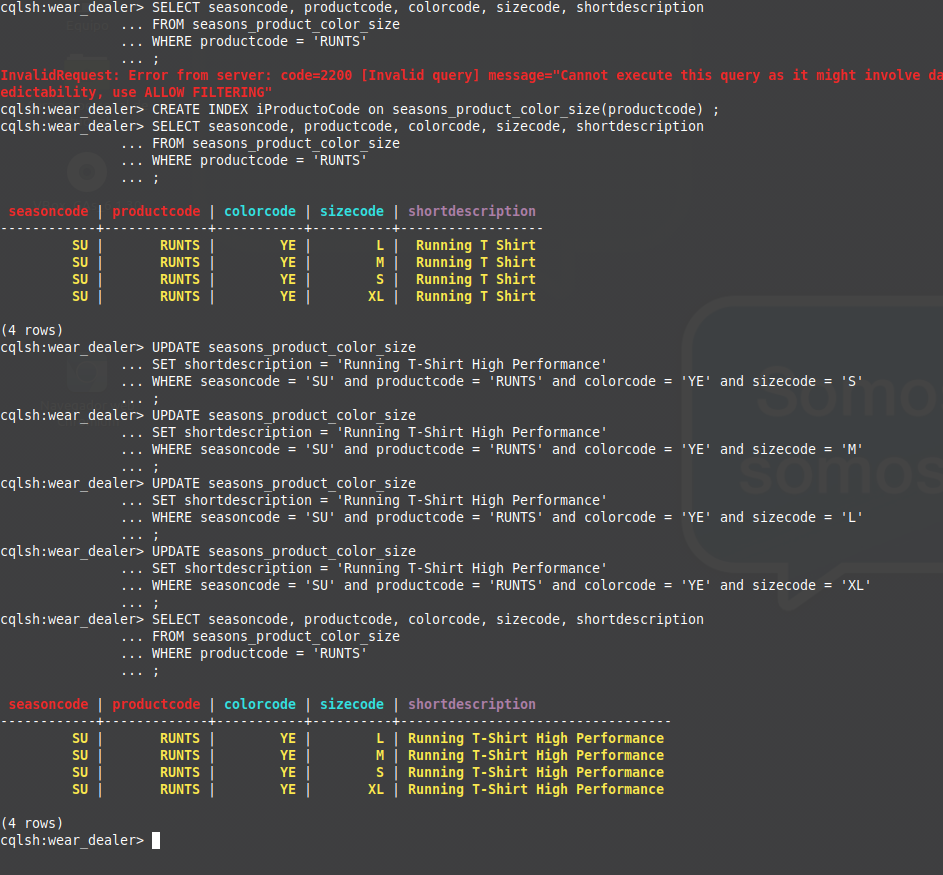 cqlsh:wear_dealer> SELECT seasoncode, productcode, colorcode, sizecode, shortdescription
... FROM seasons_product_color_size
... WHERE productcode = 'RUNTS'
... ;
InvalidRequest: Error from server: code=2200 [Invalid query] message="Cannot execute this query as it might involve da
edictability, use ALLOW FILTERING"
cqlsh:wear_dealer> CREATE INDEX iProductoCode on seasons_product_color_size(productcode) ;
cqlsh:wear_dealer> SELECT seasoncode, productcode, colorcode, sizecode, shortdescription
... FROM seasons_product_color_size
... WHERE productcode = 'RUNTS'
... ;
seasoncode | productcode | colorcode | sizecode | shortdescription
------------+-------------+-----------+----------+------------------
SU | RUNTS | YE | L | Running T Shirt
SU | RUNTS | YE | M | Running T Shirt
SU | RUNTS | YE | S | Running T Shirt
SU | RUNTS | YE | XL | Running T Shirt
(4 rows)
cqlsh:wear_dealer> UPDATE seasons_product_color_size
... SET shortdescription = 'Running T-Shirt High Performance'
... WHERE seasoncode = 'SU' and productcode = 'RUNTS' and colorcode = 'YE' and sizecode = 'S'
... ;
cqlsh:wear_dealer> UPDATE seasons_product_color_size
... SET shortdescription = 'Running T-Shirt High Performance'
... WHERE seasoncode = 'SU' and productcode = 'RUNTS' and colorcode = 'YE' and sizecode = 'M'
... ;
cqlsh:wear_dealer> UPDATE seasons_product_color_size
... SET shortdescription = 'Running T-Shirt High Performance'
... WHERE seasoncode = 'SU' and productcode = 'RUNTS' and colorcode = 'YE' and sizecode = 'L'
... ;
cqlsh:wear_dealer> UPDATE seasons_product_color_size
... SET shortdescription = 'Running T-Shirt High Performance'
... WHERE seasoncode = 'SU' and productcode = 'RUNTS' and colorcode = 'YE' and sizecode = 'XL'
... ;
cqlsh:wear_dealer> SELECT seasoncode, productcode, colorcode, sizecode, shortdescription
... FROM seasons_product_color_size
... WHERE productcode = 'RUNTS'
... ;
seasoncode | productcode | colorcode | sizecode | shortdescription
------------+-------------+-----------+----------+----------------------------------
SU | RUNTS | YE | L | Running T-Shirt High Performance
SU | RUNTS | YE | M | Running T-Shirt High Performance
SU | RUNTS | YE | S | Running T-Shirt High Performance
SU | RUNTS | YE | XL | Running T-Shirt High Performance
(4 rows)
cqlsh:wear_dealer>
Somo
somos